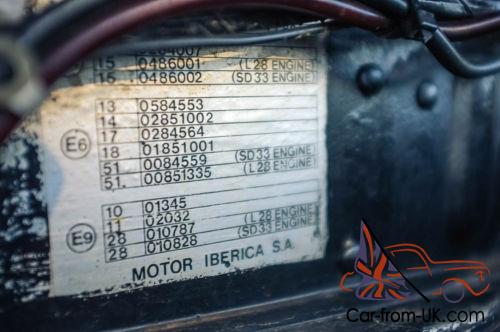 0284007
15 0486001 (L28 ENGINE)
15 0486002 (SD33 ENGINE)
E6
13 0584553
14 02851002
17 0284564
18 01851001
51 0084559 (SD33 ENGINE)
51. 00851335 (L28 ENGINE)
E9
10 01345
11 02032
28 010787 (L28 ENGINE)
28 010828 (SD33 ENGINE)
MOTOR IBERICA S.A.
Car-from-UK.com